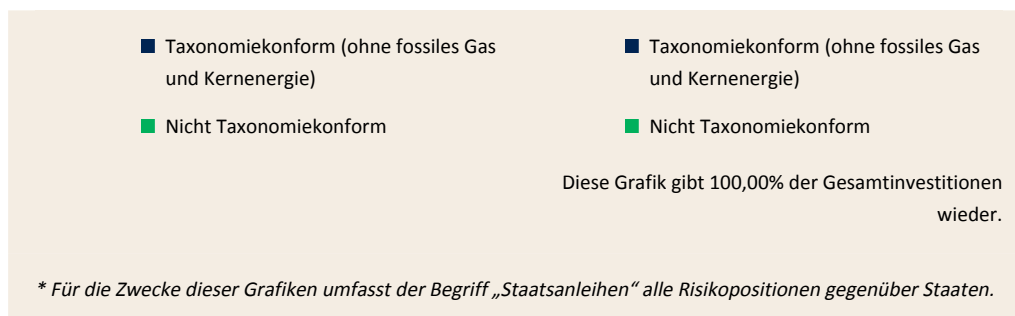 Taxonomiekonform (ohne fossiles Gas
und Kernenergie)
Nicht Taxonomiekonform
Taxonomiekonform (ohne fossiles Gas
und Kernenergie)
Nicht Taxonomiekonform
Diese Grafik gibt 100,00% der Gesamtinvestitionen
wieder.
* Für die Zwecke dieser Grafiken umfasst der Begriff „Staatsanleihen“ alle Risikopositionen gegenüber Staaten.